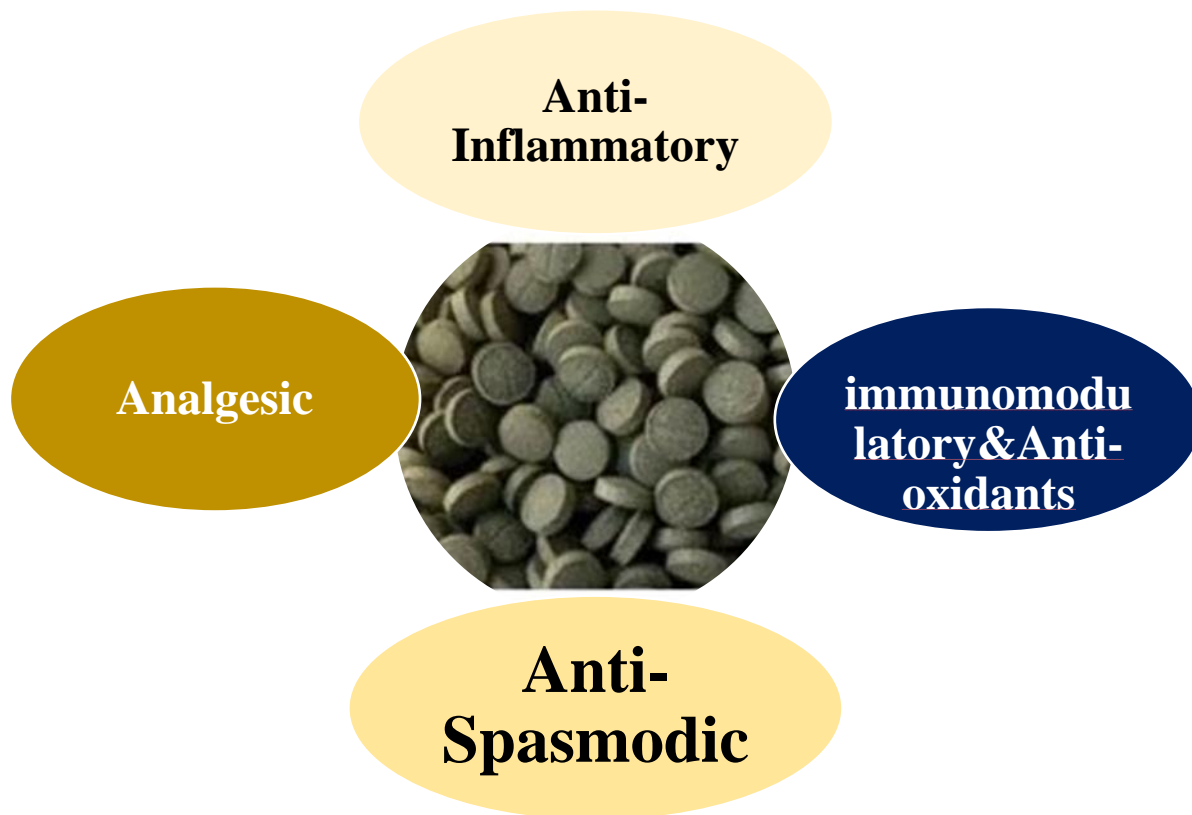 Anti-
Inflammatory
Analgesic
immunomodu
latory&Anti-
oxidants
Anti-
Spasmodic